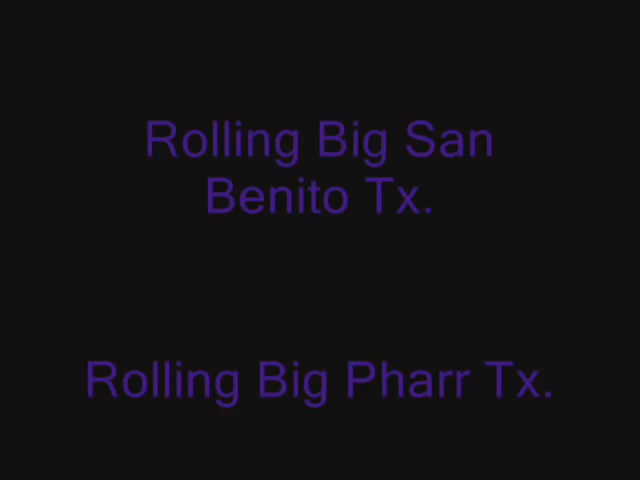 Rolling Big San
Benito Tx.
Rolling Big Pharr Tx.